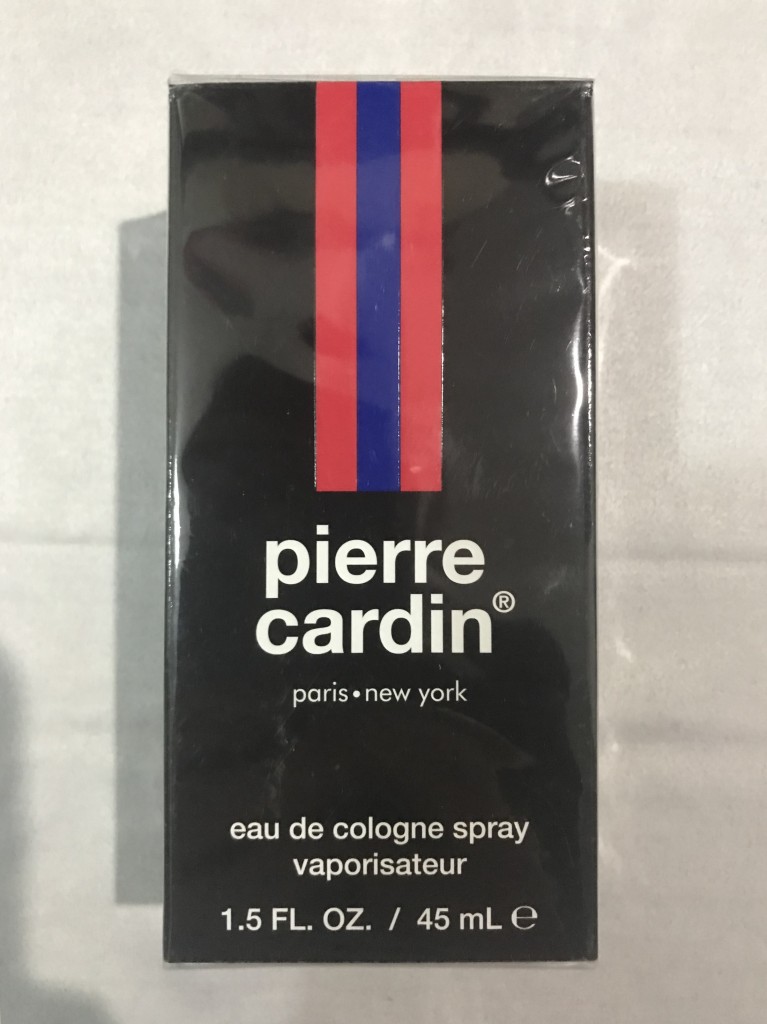 pierre
cardin®
paris•new york
eau de cologne spray
vaporisateur
1.5 FL. OZ. / 45 mL ℮